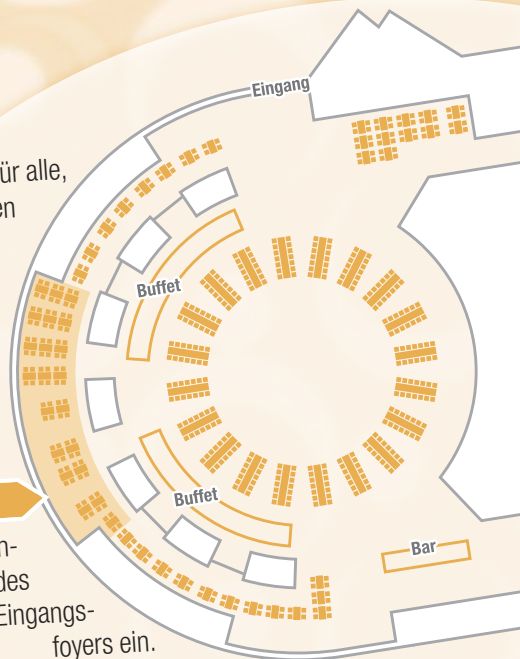 Eingang
ür alle,
en
Buffet
Buffet
n-
des
Eingangs-
foyers ein.
Bar